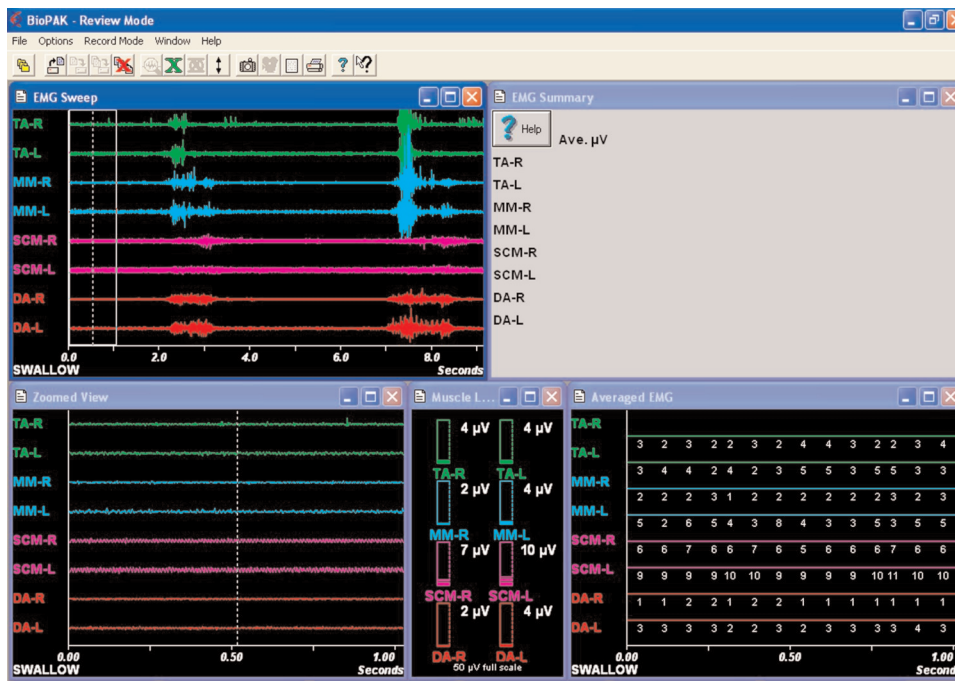 BioPAK - Review Mode
File Options Record Mode Window Help
EMG Sweep
TA-R
TA-L
MM-R
MM-L
SCM-R
SCM-L
DA-R
DA-L
0.0 2.0 4.0 6.0 8.0
SWALLOW Seconds
EMG Summary
? Help Ave. µV
TA-R
TA-L
MM-R
MM-L
SCM-R
SCM-L
DA-R
DA-L
Zoomed View
TA-R
TA-L
MM-R
MM-L
SCM-R
SCM-L
DA-R
DA-L
0.00 0.50 1.00
SWALLOW Seconds
Muscle L...
4 µV 4 µV
TA-R TA-L
2 µV 4 µV
MM-R MM-L
7 µV 10 µV
SCM-R SCM-L
2 µV 4 µV
DA-R DA-L
50 µV full scale
Averaged EMG
TA-R
3 2 3 2 2 3 2 4 4 3 2 2 3 4
TA-L
3 4 4 2 4 2 3 5 5 3 5 5 3 3
MM-R
2 2 2 3 1 2 2 2 2 2 2 3 2 3
MM-L
5 2 6 5 4 3 8 4 3 3 5 3 5 5
SCM-R
6 6 7 6 6 7 6 5 6 6 6 7 6 6
SCM-L
9 9 9 9 10 10 9 9 9 9 10 11 10 10
DA-R
1 1 2 2 1 2 2 1 1 1 1 1 1 1
DA-L
3 3 3 3 2 2 3 2 3 3 3 3 4 3
0.00 0.50 1.00
SWALLOW Secon